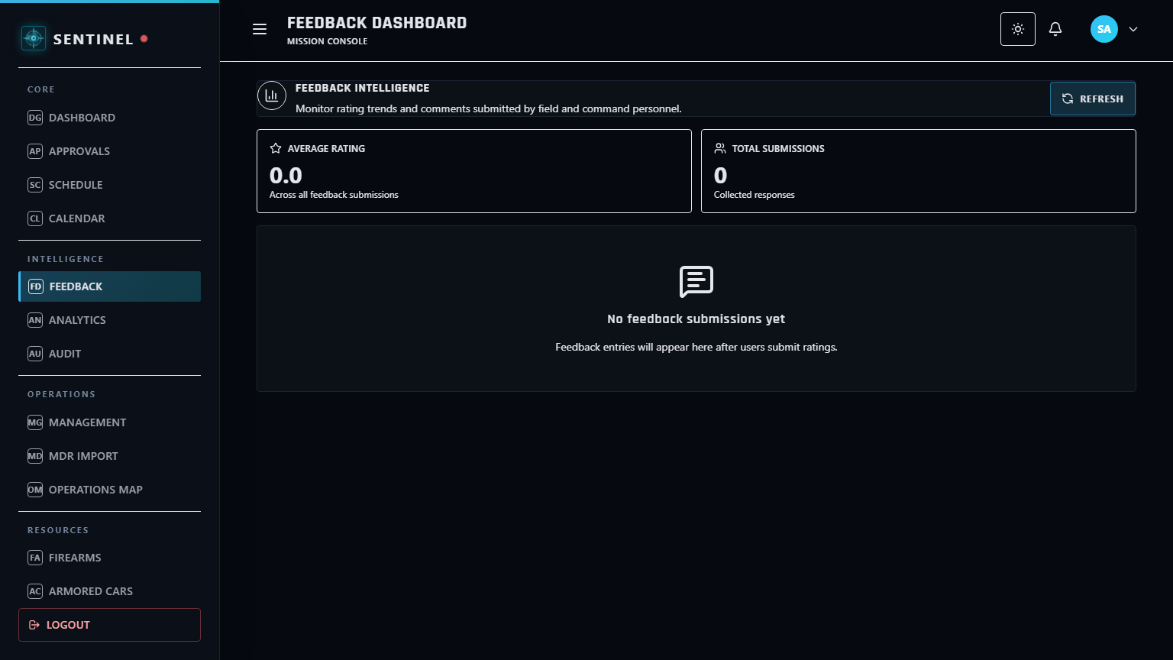 SENTINEL
CORE
DG DASHBOARD
AP APPROVALS
SC SCHEDULE
CL CALENDAR
INTELLIGENCE
FD FEEDBACK
AN ANALYTICS
AU AUDIT
OPERATIONS
MG MANAGEMENT
MD MDR IMPORT
OM OPERATIONS MAP
RESOURCES
FA FIREARMS
AC ARMORED CARS
LOGOUT
FEEDBACK DASHBOARD
MISSION CONSOLE
SA
FEEDBACK INTELLIGENCE
Monitor rating trends and comments submitted by field and command personnel.
REFRESH
AVERAGE RATING
0.0
Across all feedback submissions
TOTAL SUBMISSIONS
0
Collected responses
No feedback submissions yet
Feedback entries will appear here after users submit ratings.